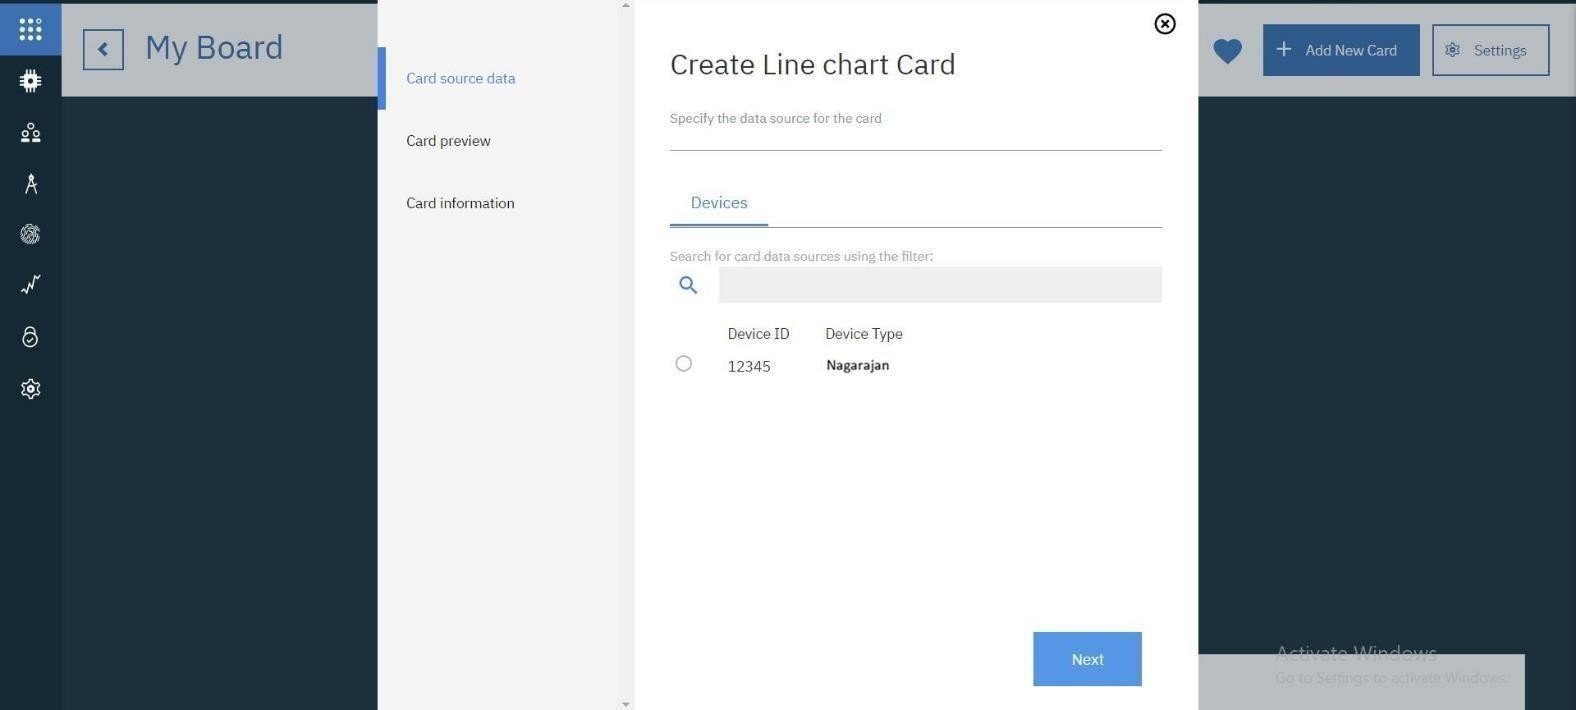 My Board
Card source data
Card preview
Card information
Create Line chart Card
Specify the data source for the card
Devices
Search for card data sources using the filter:
Device ID Device Type
12345 Nagarajan
Next
Add New Card
Settings
Activate Windows
Go to Settings to activate Windows.